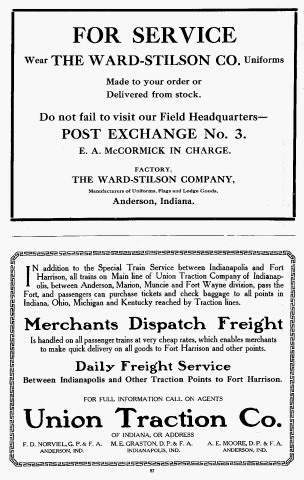 FOR SERVICE
Wear THE WARD-STILSON CO. Uniforms
Made to your order or
Delivered from stock.
Do not fail to visit our Field Headquarters—
POST EXCHANGE No. 3.
E. A. McCORMICK IN CHARGE.
FACTORY,
THE WARD-STILSON COMPANY,
Manufacturers of Uniforms, Flags and Lodge Goods,
Anderson, Indiana.
IN addition to the Special Train Service between Indianapolis and Fort
Harrison, all trains on Main line of Union Traction Company of Indianap-
olis, between Anderson, Marion, Muncie and Fort Wayne division, pass the
Fort, and passengers can purchase tickets and check baggage to all points in
Indiana, Ohio, Michigan and Kentucky reached by Traction lines.
Merchants Dispatch Freight
Is handled on all passenger trains at very cheap rates, which enables merchants
to make quick delivery on all goods to Fort Harrison and other points.
Daily Freight Service
Between Indianapolis and Other Traction Points to Fort Harrison.
FOR FULL INFORMATION CALL ON AGENTS
Union Traction Co.
OF INDIANA, OR ADDRESS
F. D. NORVIEL, G. P. & F. A. M. E. GRASTON, D. P. & F. A. A. E. MOORE, D. P. & F. A.
ANDERSON, IND. INDIANAPOLIS, IND. ANDERSON, IND.
57